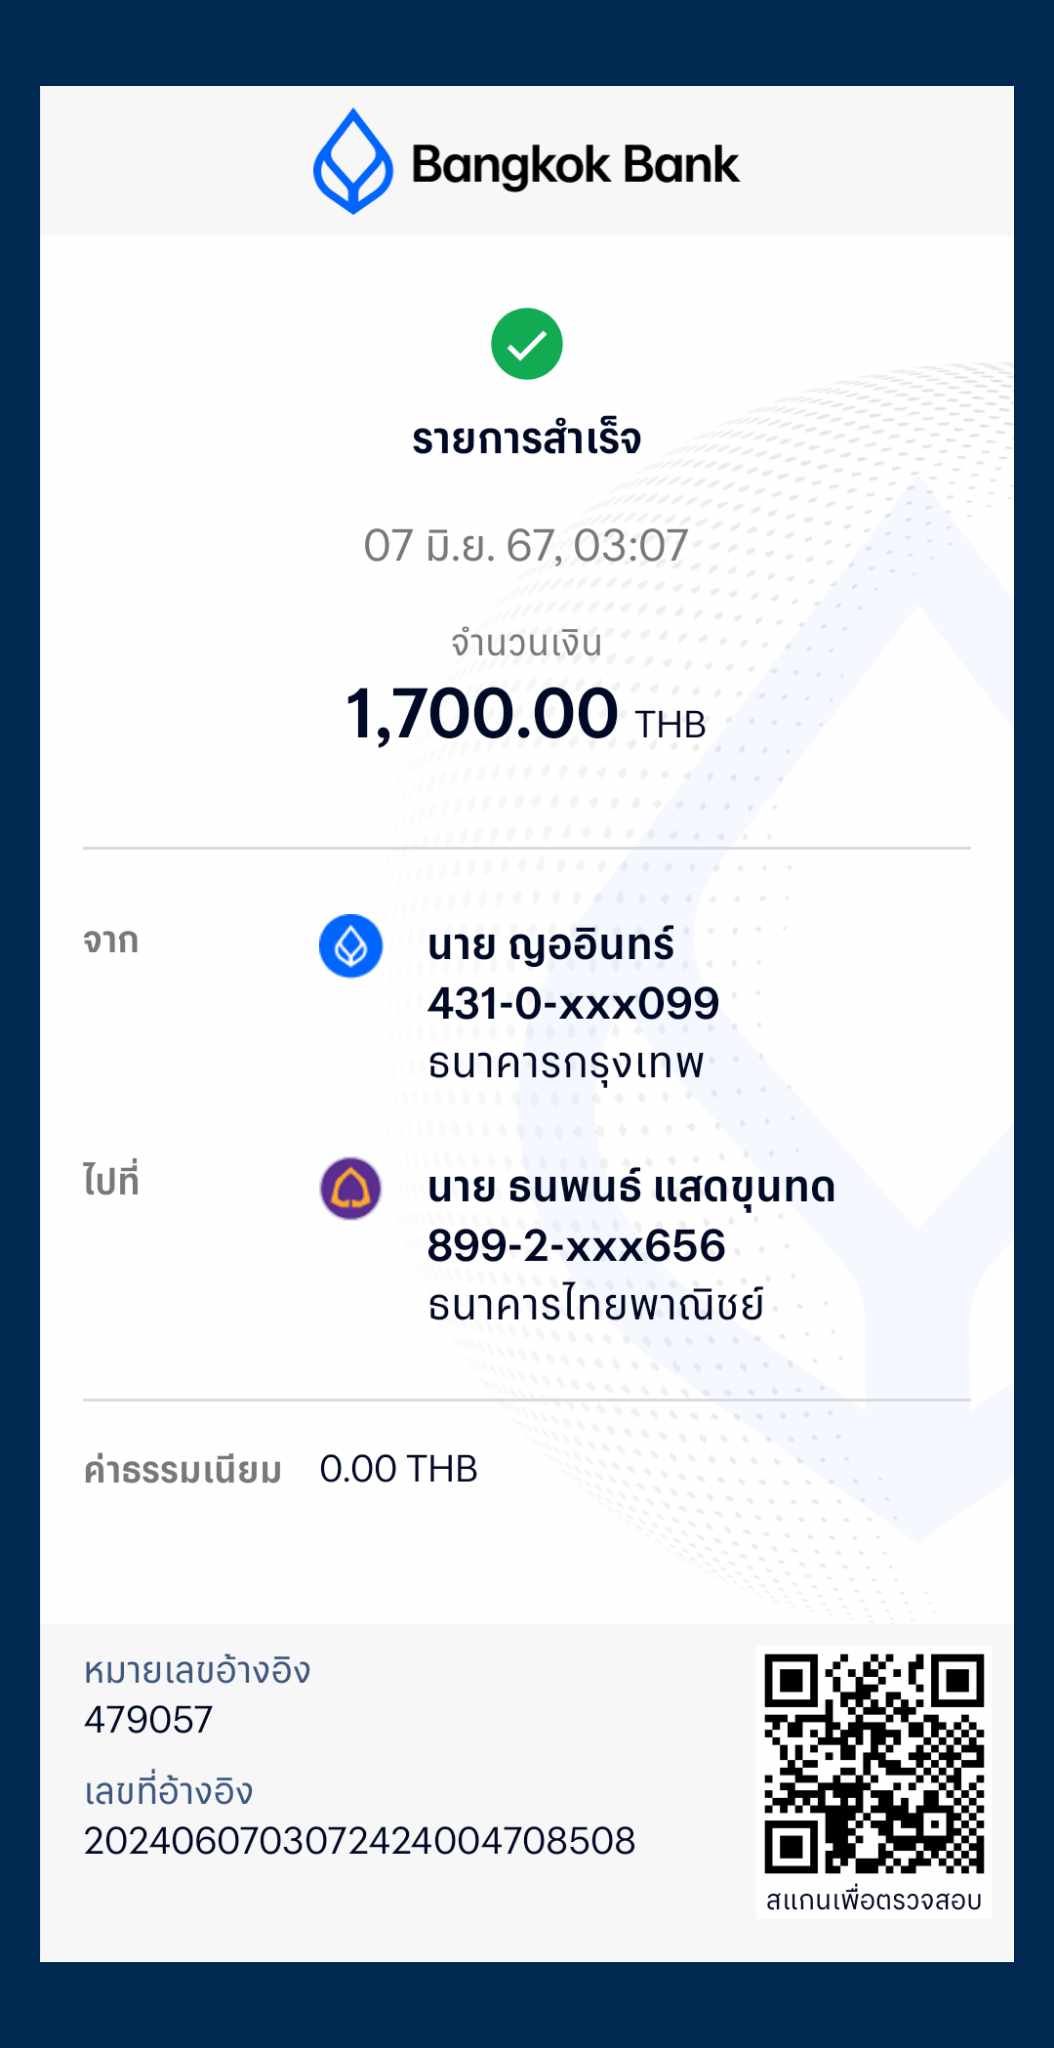 Bangkok Bank
รายการสำเร็จ
07 มิ.ย. 67, 03:07
จำนวนเงิน
1,700.00 THB
จาก
นาย ญออินทร์
431-0-xxx099
ธนาคารกรุงเทพ
ไปที่
นาย ธนพนธ์ แสดขุนทด
899-2-xxx656
ธนาคารไทยพาณิชย์
ค่าธรรมเนียม 0.00 THB
หมายเลขอ้างอิง
479057
เลขที่อ้างอิง
2024060703072424004708508
สแกนเพื่อตรวจสอบ